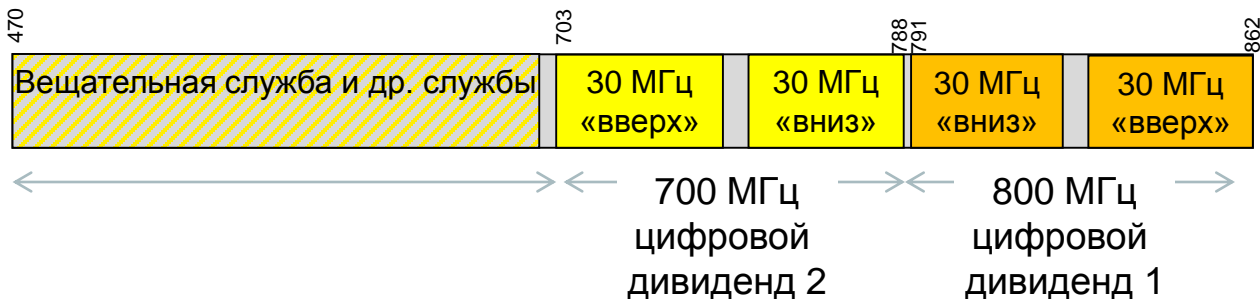 470
703
788
791
862
Вещательная служба и др. службы
30 МГц
«вверх»
30 МГц
«вниз»
30 МГц
«вниз»
30 МГц
«вверх»
700 МГц
цифровой
дивиденд 2
800 МГц
цифровой
дивиденд 1